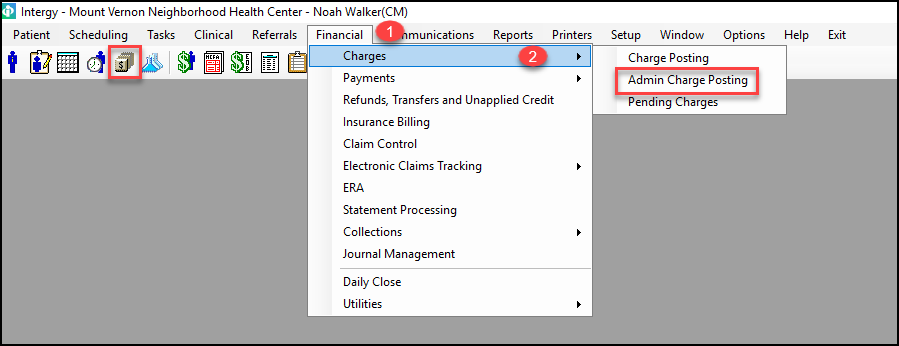 Intergy - Mount Vernon Neighborhood Health Center - Noah Walker(CM)
Patient Scheduling Tasks Clinical Referrals Financial 1 mmunications Reports Printers Setup Window Options Help Exit
Charges 2
Charge Posting
Payments
Admin Charge Posting
Refunds, Transfers and Unapplied Credit
Pending Charges
Insurance Billing
Claim Control
Electronic Claims Tracking
ERA
Statement Processing
Collections
Journal Management
Daily Close
Utilities